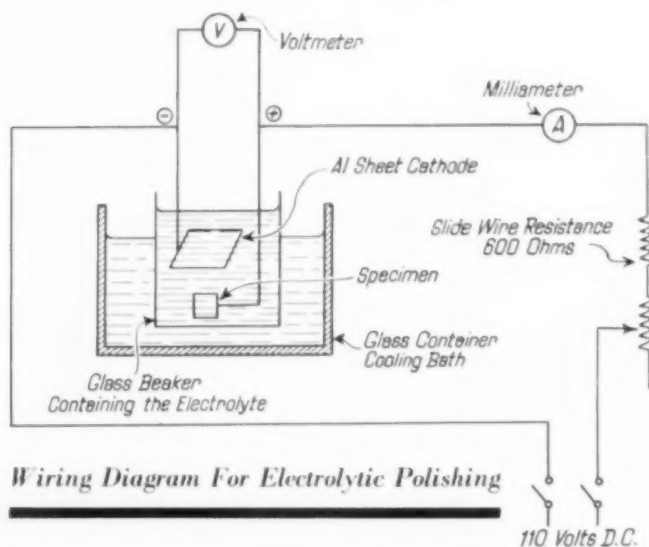 V
Voltmeter
⊖
⊕
Milliameter
A
Al Sheet Cathode
Slide Wire Resistance
600 Ohms
Specimen
Glass Container
Cooling Bath
Glass Beaker
Containing the Electrolyte
Wiring Diagram For Electrolytic Polishing
110 Volts D.C.